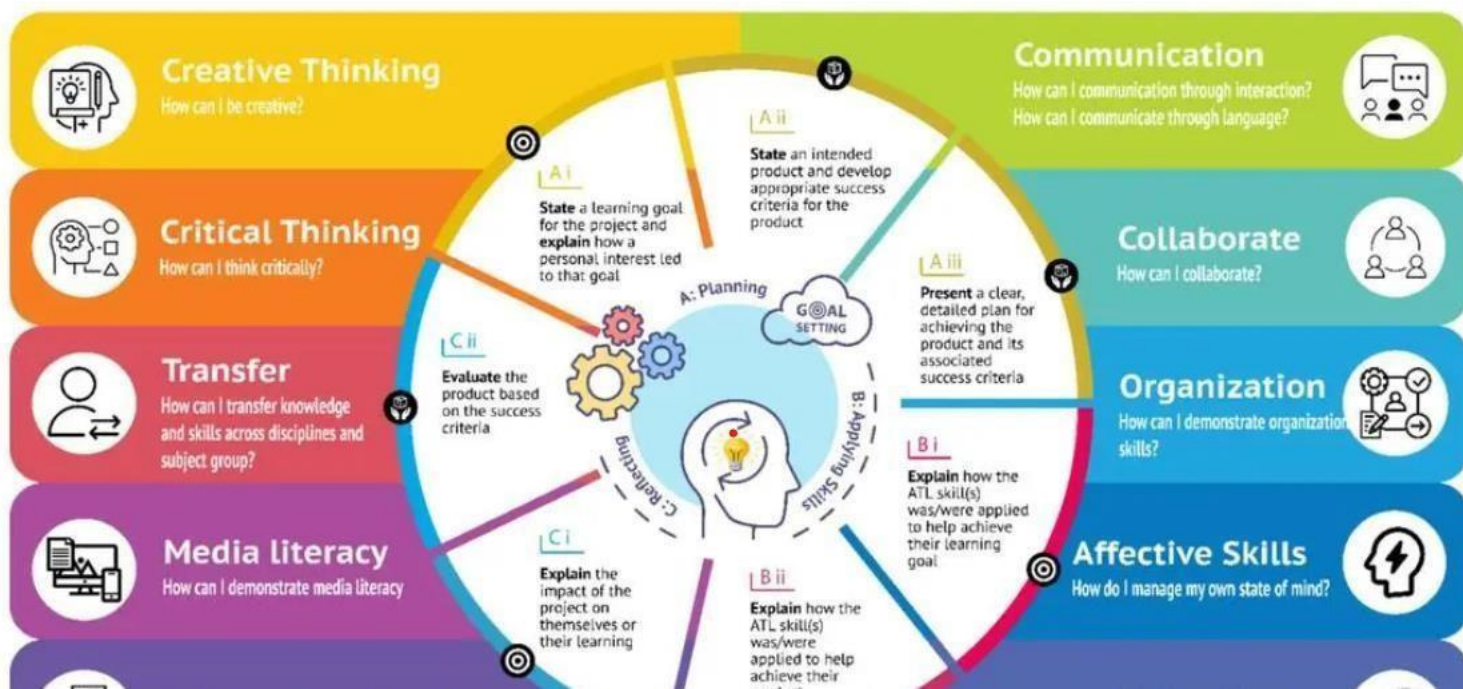 Creative Thinking
How can I be creative?
Critical Thinking
How can I think critically?
Transfer
How can I transfer knowledge
and skills across disciplines and
subject group?
Media literacy
How can I demonstrate media literacy
Communication
How can I communication through interaction?
How can I communicate through language?
Collaborate
How can I collaborate?
Organization
How can I demonstrate organization
skills?
Affective Skills
How do I manage my own state of mind?
A i
State a learning goal
for the project and
explain how a
personal interest led
to that goal
A ii
State an intended
product and develop
appropriate success
criteria for the
product
A iii
Present a clear,
detailed plan for
achieving the
product and its
associated
success criteria
B i
Explain how the
ATL skill(s)
was/were applied
to help achieve
their learning
goal
B ii
Explain how the
ATL skill(s)
was/were
applied to help
achieve their
C i
Explain the
impact of the
project on
themselves or
their learning
C ii
Evaluate the
product based
on the success
criteria
A: Planning
GOAL
SETTING
B: Applying Skills
C: Reflecting